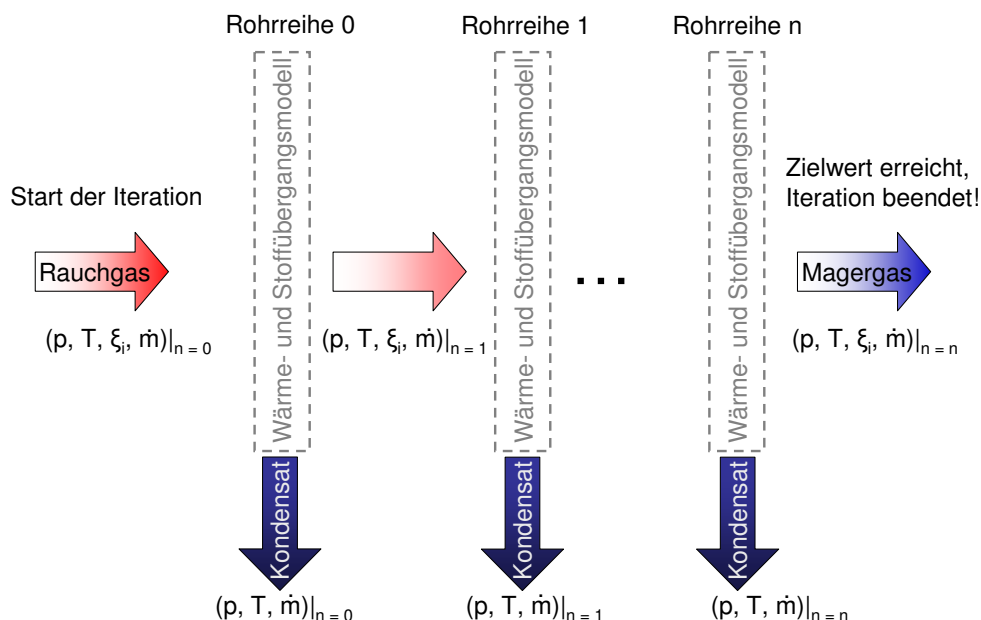 Rohrreihe 0
Rohrreihe 1
Rohrreihe n
Wärme- und Stoffübergangsmodell
Wärme- und Stoffübergangsmodell
Wärme- und Stoffübergangsmodell
Start der Iteration
Zielwert erreicht,
Iteration beendet!
Rauchgas
...
Magergas
(p, T, ξᵢ, ṁ)|ₙ ₌ ₀
(p, T, ξᵢ, ṁ)|ₙ ₌ ₁
(p, T, ξᵢ, ṁ)|ₙ ₌ ₙ
Kondensat
Kondensat
Kondensat
(p, T, ṁ)|ₙ ₌ ₀
(p, T, ṁ)|ₙ ₌ ₁
(p, T, ṁ)|ₙ ₌ ₙ